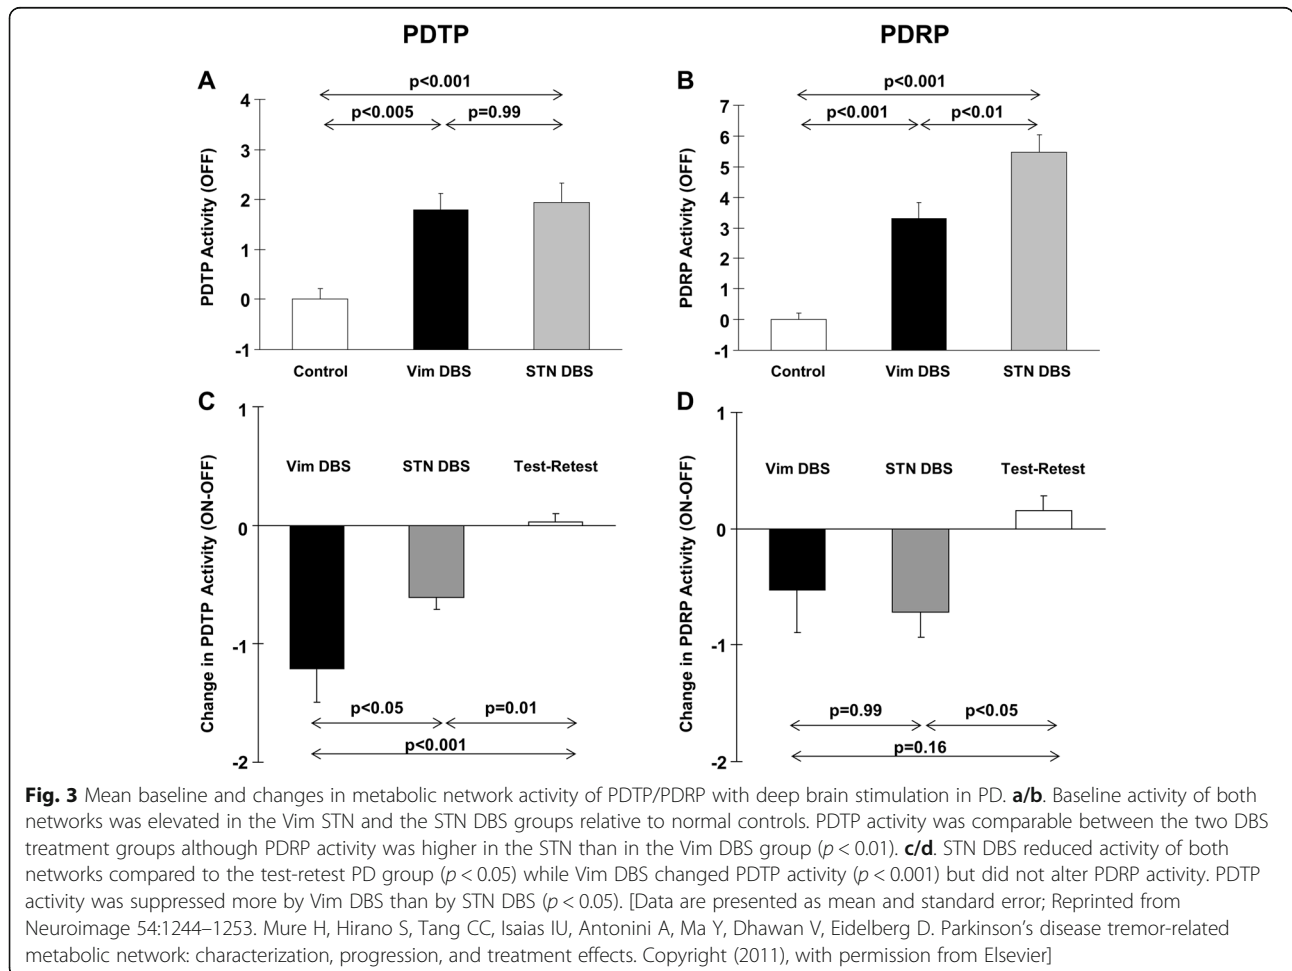 PDTP
PDRP
A
p<0.001
p<0.005
p=0.99
4
3
2
1
0
-1
PDTP Activity (OFF)
Control
Vim DBS
STN DBS
B
p<0.001
p<0.001
p<0.01
7
6
5
4
3
2
1
0
-1
PDRP Activity (OFF)
Control
Vim DBS
STN DBS
C
1
0
-1
-2
Change in PDTP Activity (ON-OFF)
Vim DBS
STN DBS
Test-Retest
p<0.05
p=0.01
p<0.001
D
1
0
-1
-2
Change in PDRP Activity (ON-OFF)
Vim DBS
STN DBS
Test-Retest
p=0.99
p<0.05
p=0.16
Fig. 3 Mean baseline and changes in metabolic network activity of PDTP/PDRP with deep brain stimulation in PD. a/b. Baseline activity of both
networks was elevated in the Vim STN and the STN DBS groups relative to normal controls. PDTP activity was comparable between the two DBS
treatment groups although PDRP activity was higher in the STN than in the Vim DBS group (p < 0.01). c/d. STN DBS reduced activity of both
networks compared to the test-retest PD group (p < 0.05) while Vim DBS changed PDTP activity (p < 0.001) but did not alter PDRP activity. PDTP
activity was suppressed more by Vim DBS than by STN DBS (p < 0.05). [Data are presented as mean and standard error; Reprinted from
Neuroimage 54:1244–1253. Mure H, Hirano S, Tang CC, Isaias IU, Antonini A, Ma Y, Dhawan V, Eidelberg D. Parkinson's disease tremor-related
metabolic network: characterization, progression, and treatment effects. Copyright (2011), with permission from Elsevier]